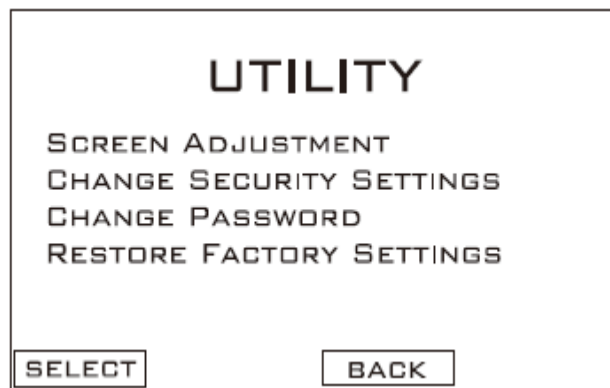 UTILITY
SCREEN ADJUSTMENT
CHANGE SECURITY SETTINGS
CHANGE PASSWORD
RESTORE FACTORY SETTINGS
SELECT BACK